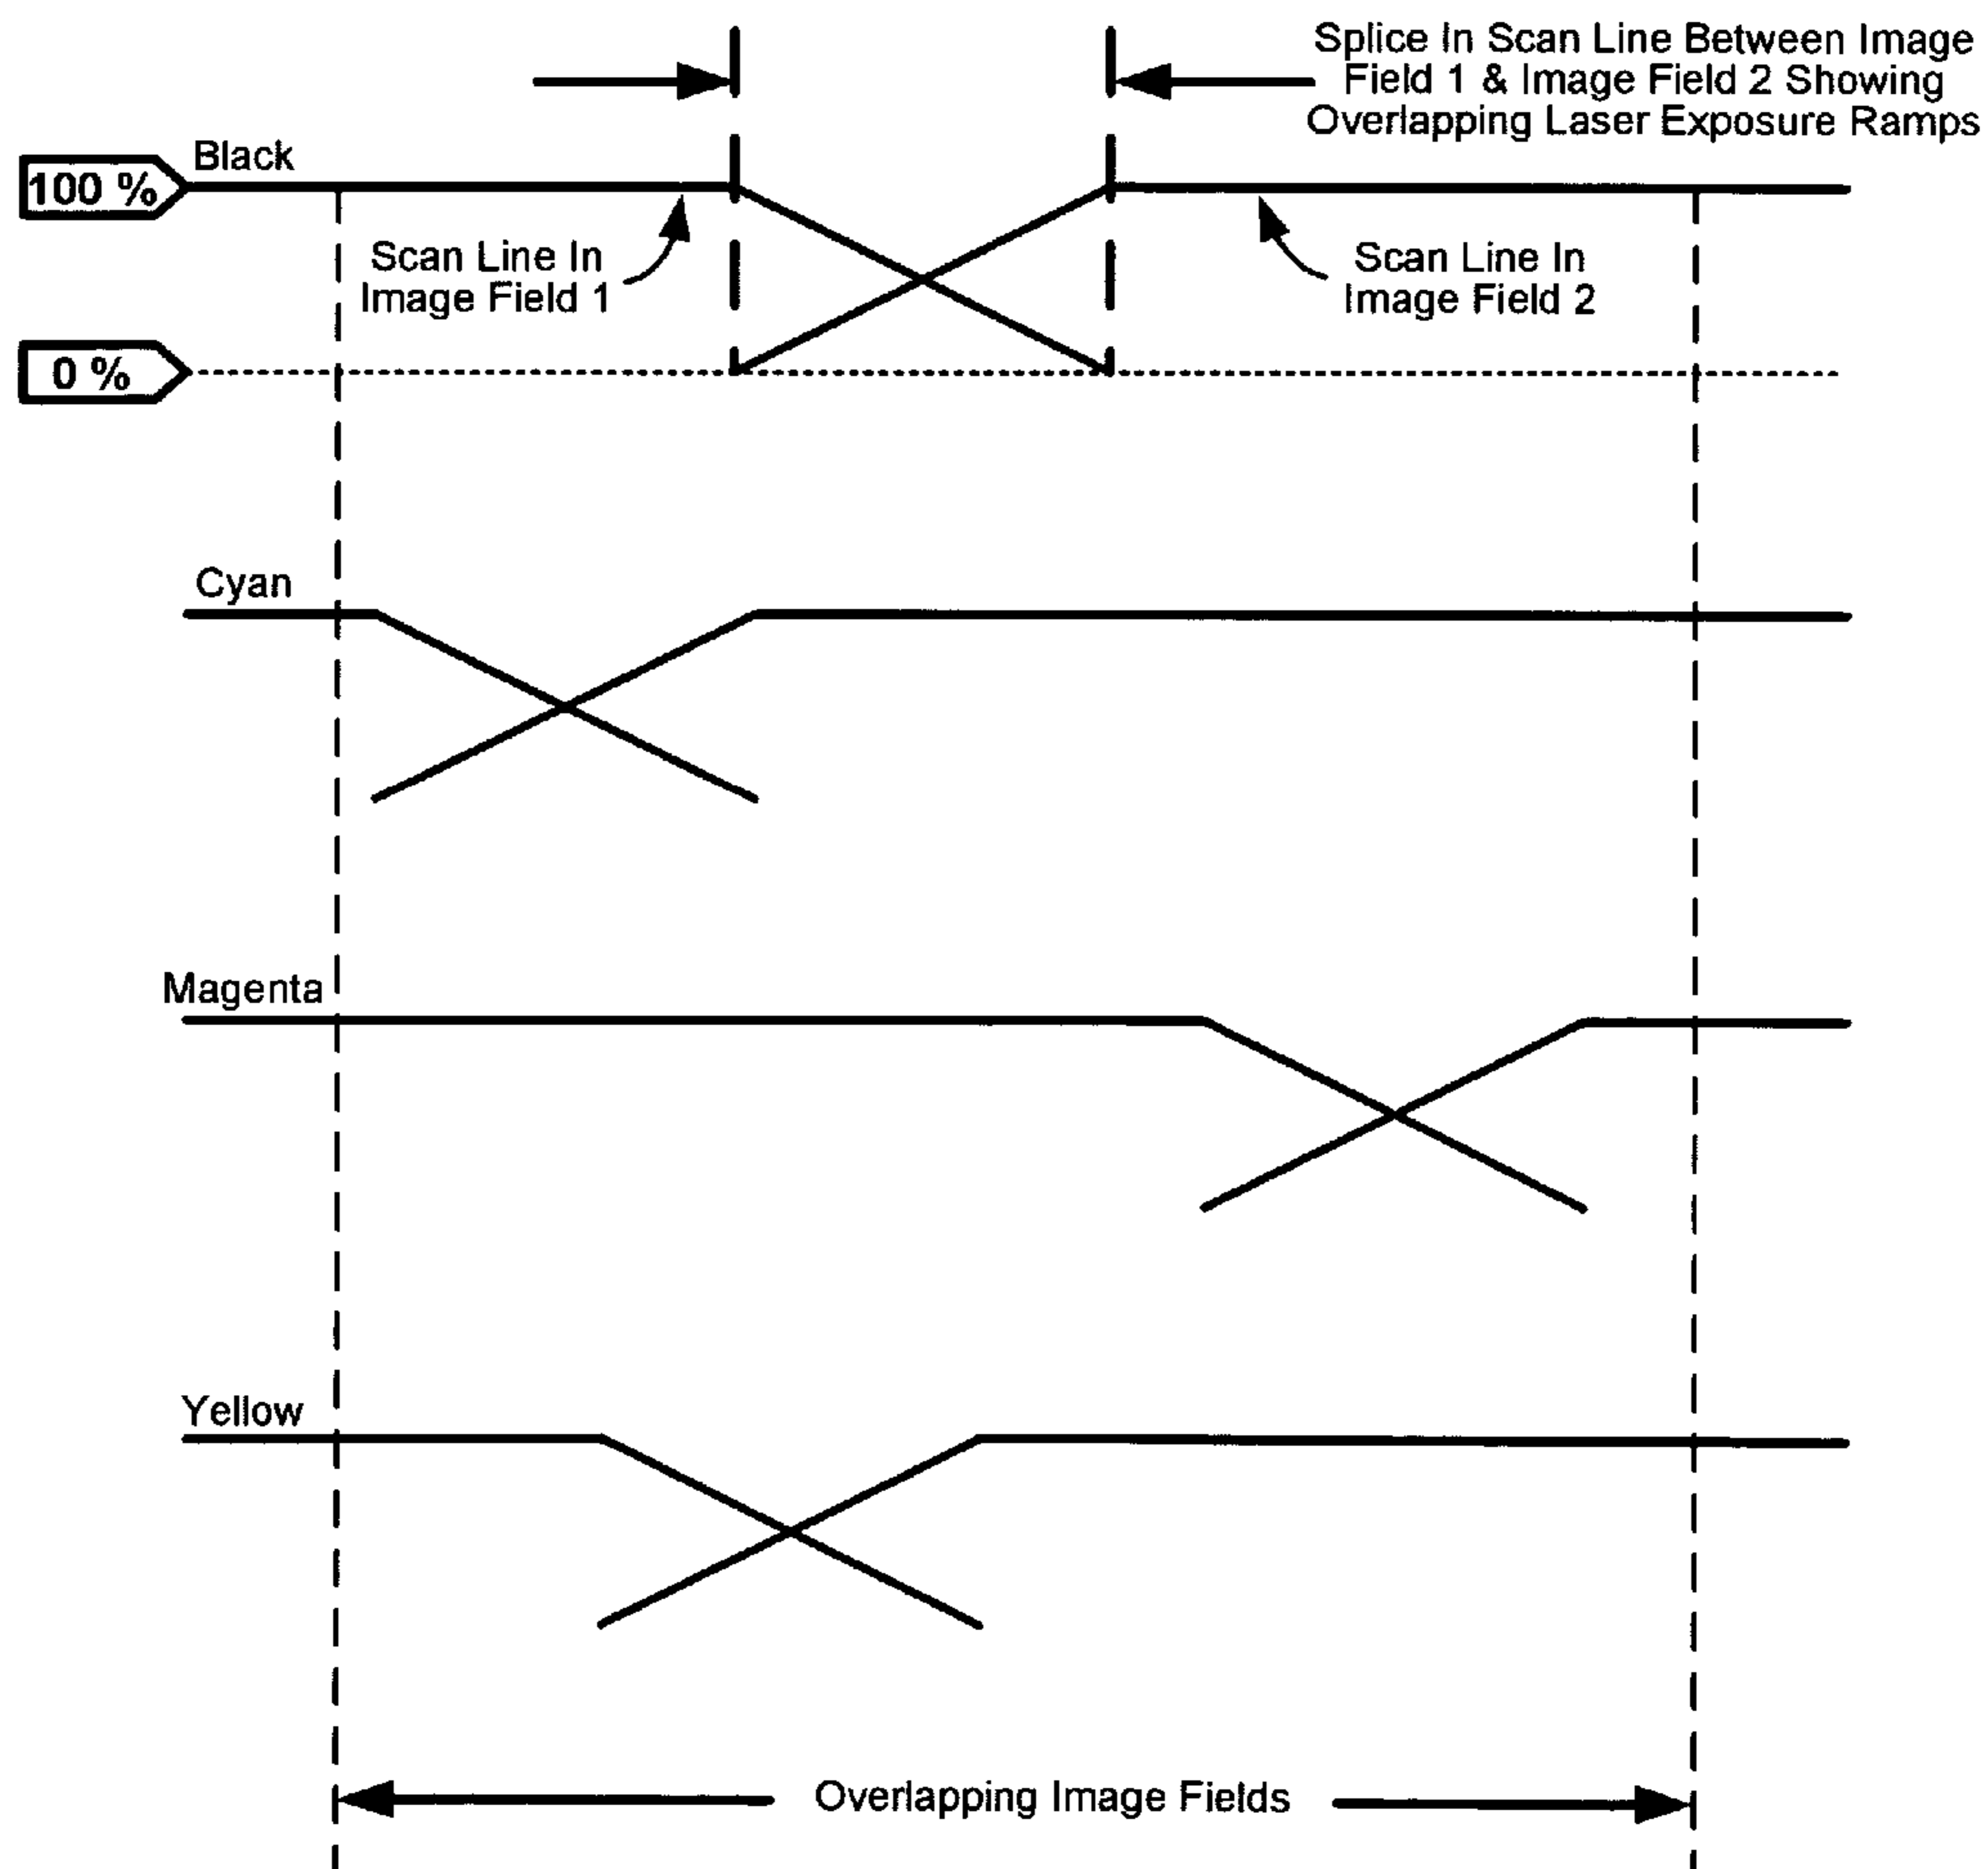 Splice In Scan Line Between Image
Field 1 & Image Field 2 Showing
Overlapping Laser Exposure Ramps
Black
100 %
Scan Line In
Image Field 1
Scan Line In
Image Field 2
0 %
Cyan
Magenta
Yellow
Overlapping Image Fields